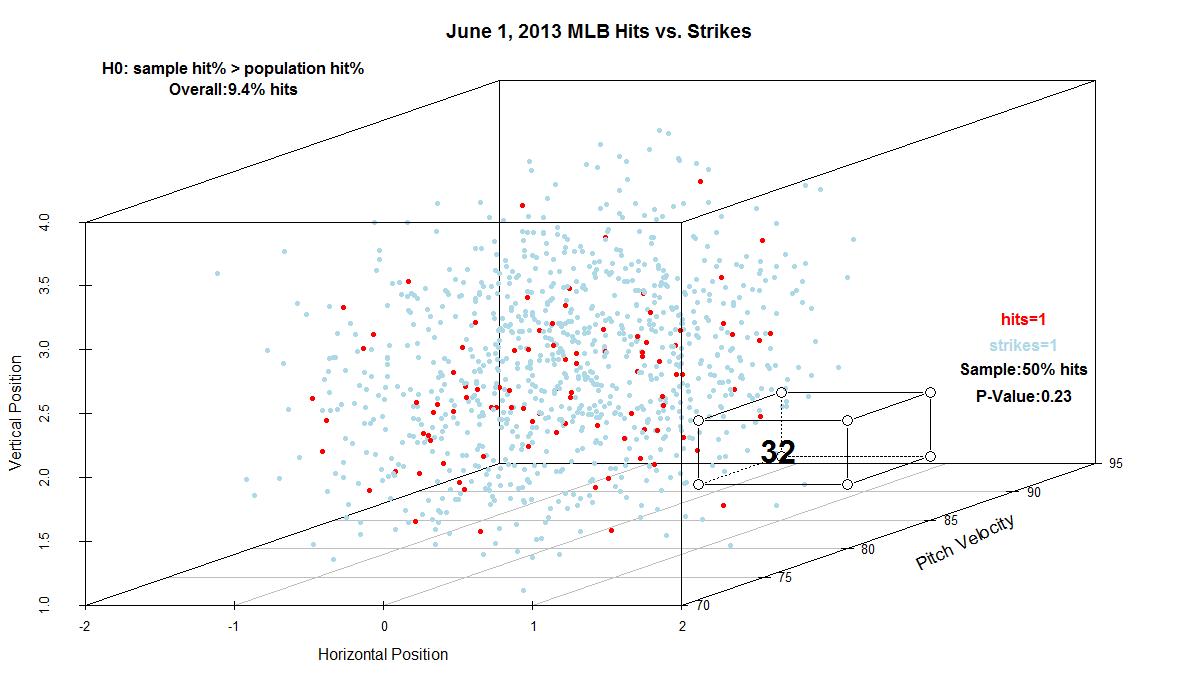 June 1, 2013 MLB Hits vs. Strikes
H0: sample hit% > population hit%
Overall:9.4% hits
hits=1
strikes=1
Sample:50% hits
P-Value:0.23
32
Vertical Position
4.0
3.5
3.0
2.5
2.0
1.5
1.0
-2 -1 0 1 2
Horizontal Position
70
75
80
85
90
95
Pitch Velocity